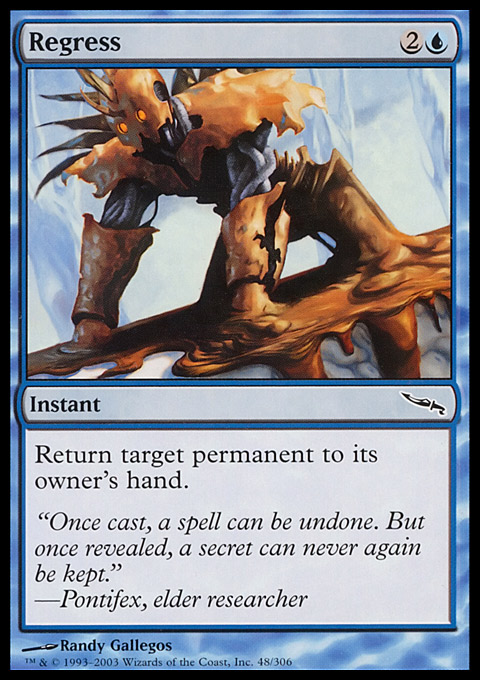 Regress
2
Instant
Return target permanent to its
owner's hand.
“Once cast, a spell can be undone. But
once revealed, a secret can never again
be kept.”
—Pontifex, elder researcher
Randy Gallegos
™ & © 1993–2003 Wizards of the Coast, Inc. 48/306